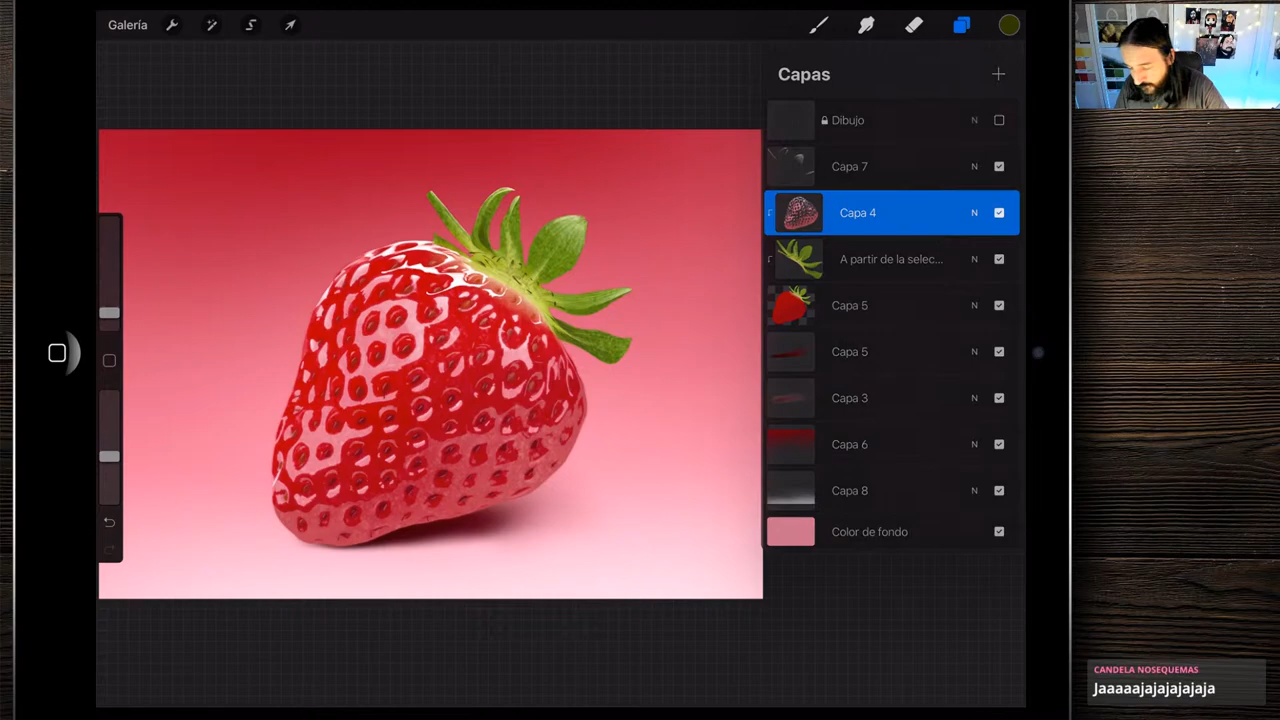 Galería
Capas
Dibujo N
Capa 7 N
Capa 4 N
A partir de la selec... N
Capa 5 N
Capa 5 N
Capa 3 N
Capa 6 N
Capa 8 N
Color de fondo
CANDELA NOSEQUEMAS
Jaaaaajajajajajaja